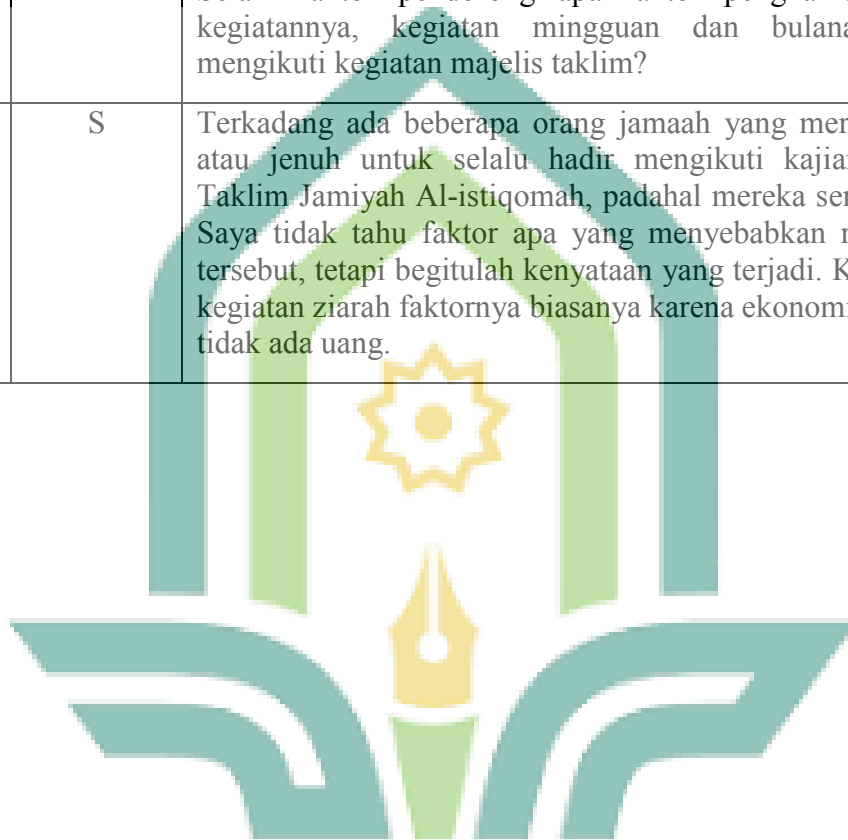 kegiatannya, kegiatan mingguan dan
mengikuti kegiatan majelis taklim?
S
Terkadang ada beberapa orang jamaah yang
atau jenuh untuk selalu hadir mengikuti
Taklim Jamiyah Al-istiqomah, padahal mereka
Saya tidak tahu faktor apa yang menyebabkan
tersebut, tetapi begitulah kenyataan yang terjadi.
kegiatan ziarah faktornya biasanya karena
tidak ada uang.